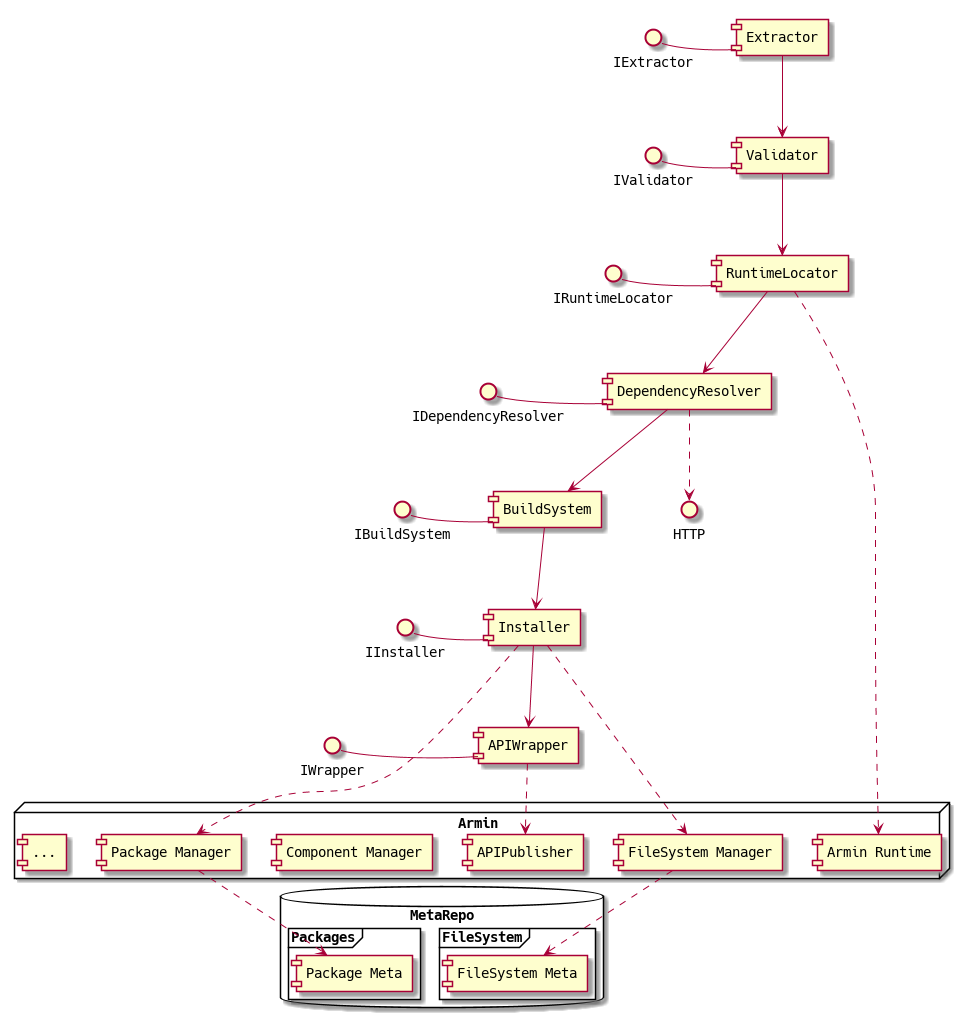 Extractor
IExtractor
Validator
IValidator
RuntimeLocator
IRuntimeLocator
DependencyResolver
IDependencyResolver
BuildSystem
IBuildSystem
HTTP
Installer
IInstaller
APIWrapper
IWrapper
Armin
...
Package Manager
Component Manager
APIPublisher
FileSystem Manager
Armin Runtime
MetaRepo
Packages
FileSystem
Package Meta
FileSystem Meta